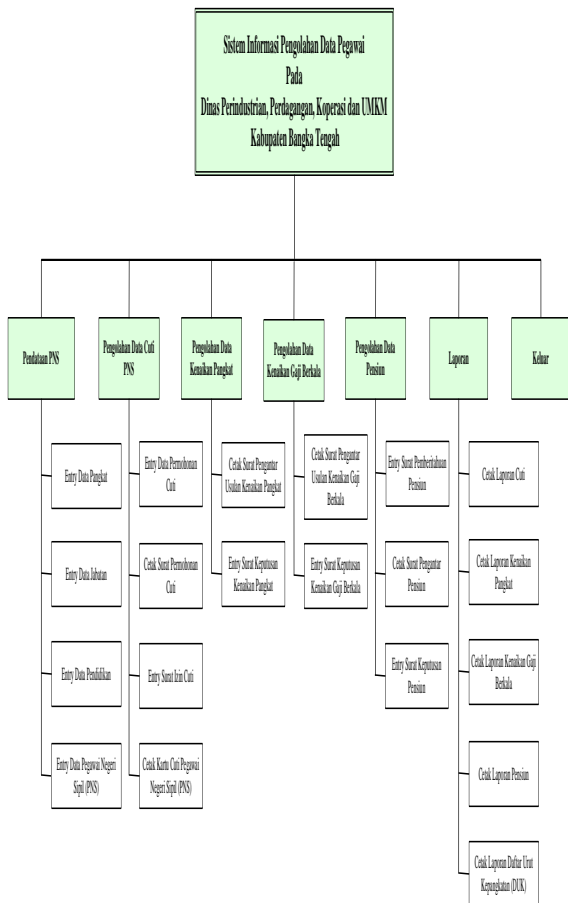 Sistem Informasi Pengolahan Data Pegawai
Pada
Dinas Perindustrian, Perdagangan, Koperasi dan UMKM
Kabupaten Bangka Tengah
Pendataan PNS
Pengolahan Data Cuti
PNS
Pengolahan Data
Kenaikan Pangkat
Pengolahan Data
Kenaikan Gaji Berkala
Pengolahan Data
Pensiun
Laporan
Keluar
Entry Data Pangkat
Entry Data Jabatan
Entry Data Pendidikan
Entry Data Pegawai Negeri
Sipil (PNS)
Entry Data Permohonan
Cuti
Cetak Surat Permohonan
Cuti
Entry Surat Izin Cuti
Cetak Kartu Cuti Pegawai
Negeri Sipil (PNS)
Cetak Surat Pengantar
Usulan Kenaikan Pangkat
Entry Surat Keputusan
Kenaikan Pangkat
Cetak Surat Pengantar
Usulan Kenaikan Gaji
Berkala
Entry Surat Keputusan
Kenaikan Gaji Berkala
Entry Surat Pemberitahuan
Pensiun
Cetak Surat Pengantar
Pensiun
Entry Surat Keputusan
Pensiun
Cetak Laporan Cuti
Cetak Laporan Kenaikan
Pangkat
Cetak Laporan Kenaikan Gaji
Berkala
Cetak Laporan Pensiun
Cetak Laporan Daftar Urut
Kepangkatan (DUK)